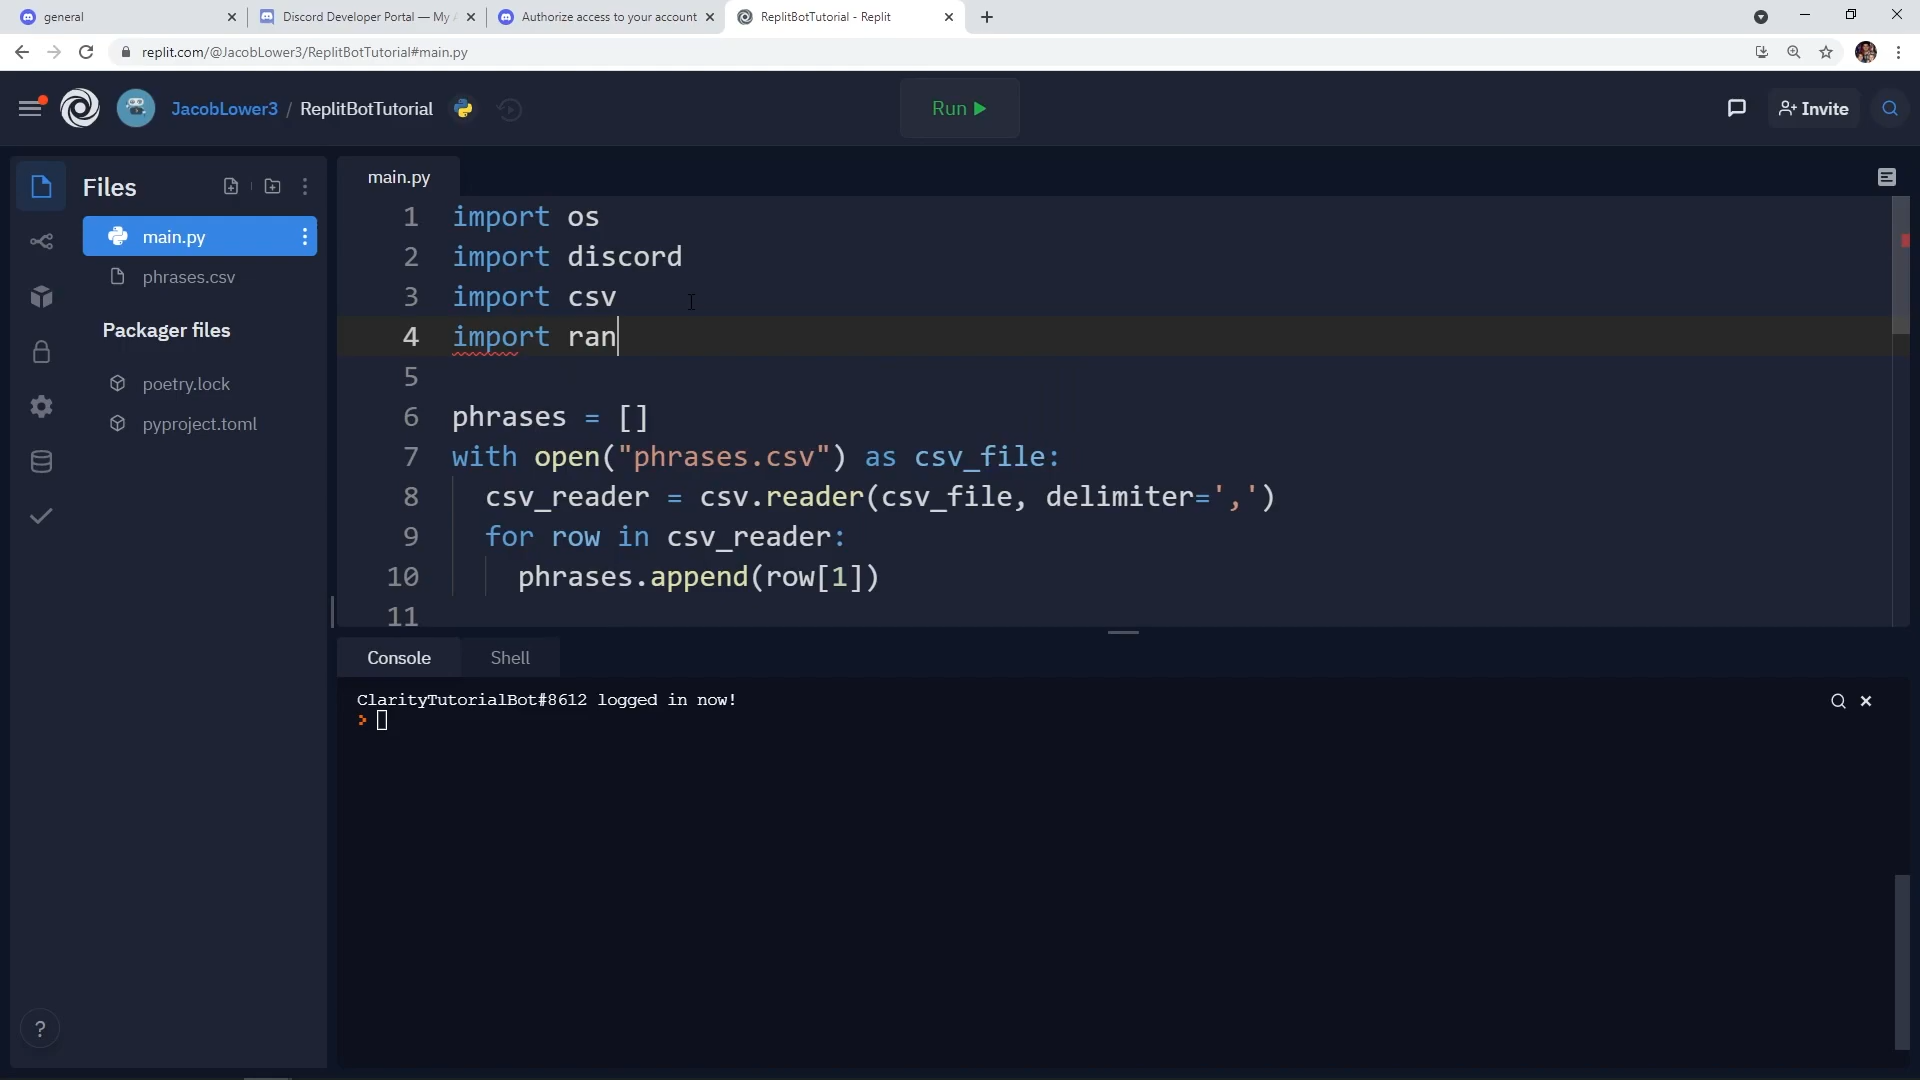 general
Discord Developer Portal — My A
Authorize access to your account
ReplitBotTutorial - Replit
replit.com/@JacobLower3/ReplitBotTutorial#main.py
JacobLower3 / ReplitBotTutorial
Run
Invite
Files
main.py
phrases.csv
Packager files
poetry.lock
pyproject.toml
?
main.py
1 import os
2 import discord
3 import csv
4 import ran
5
6 phrases = []
7 with open("phrases.csv") as csv_file:
8 csv_reader = csv.reader(csv_file, delimiter=',')
9 for row in csv_reader:
10 phrases.append(row[1])
11
Console Shell
ClarityTutorialBot#8612 logged in now!